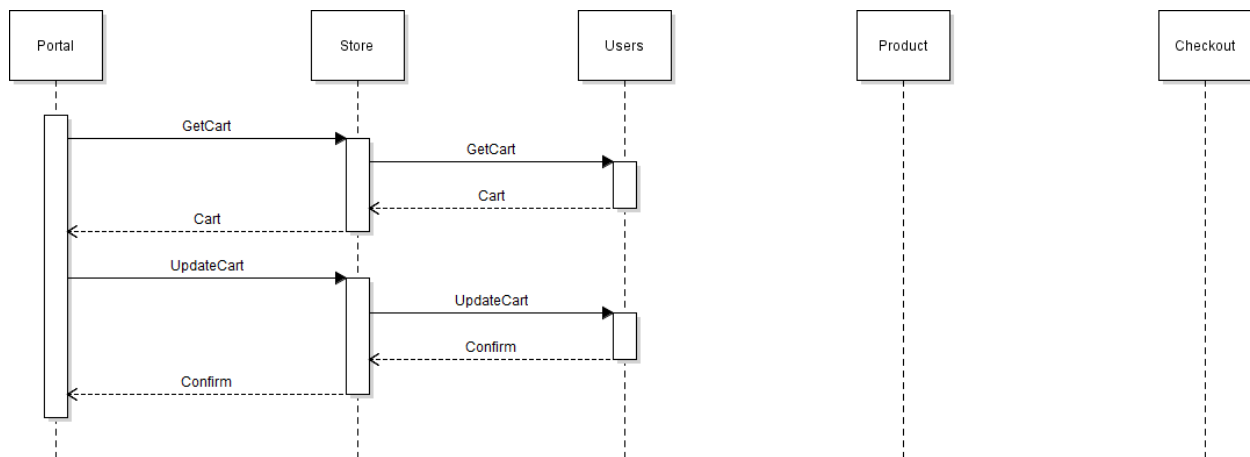 Portal
Store
Users
Product
Checkout
GetCart
GetCart
Cart
Cart
UpdateCart
UpdateCart
Confirm
Confirm